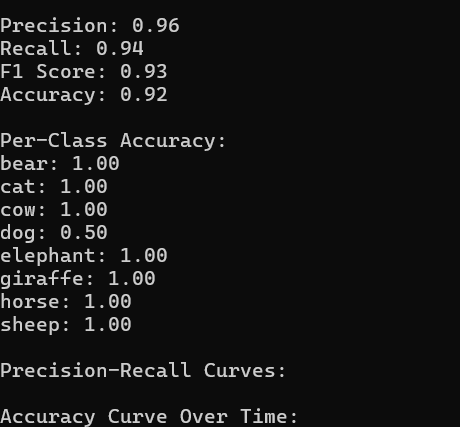 Precision: 0.96
Recall: 0.94
F1 Score: 0.93
Accuracy: 0.92
Per-Class Accuracy:
bear: 1.00
cat: 1.00
cow: 1.00
dog: 0.50
elephant: 1.00
giraffe: 1.00
horse: 1.00
sheep: 1.00
Precision-Recall Curves:
Accuracy Curve Over Time: